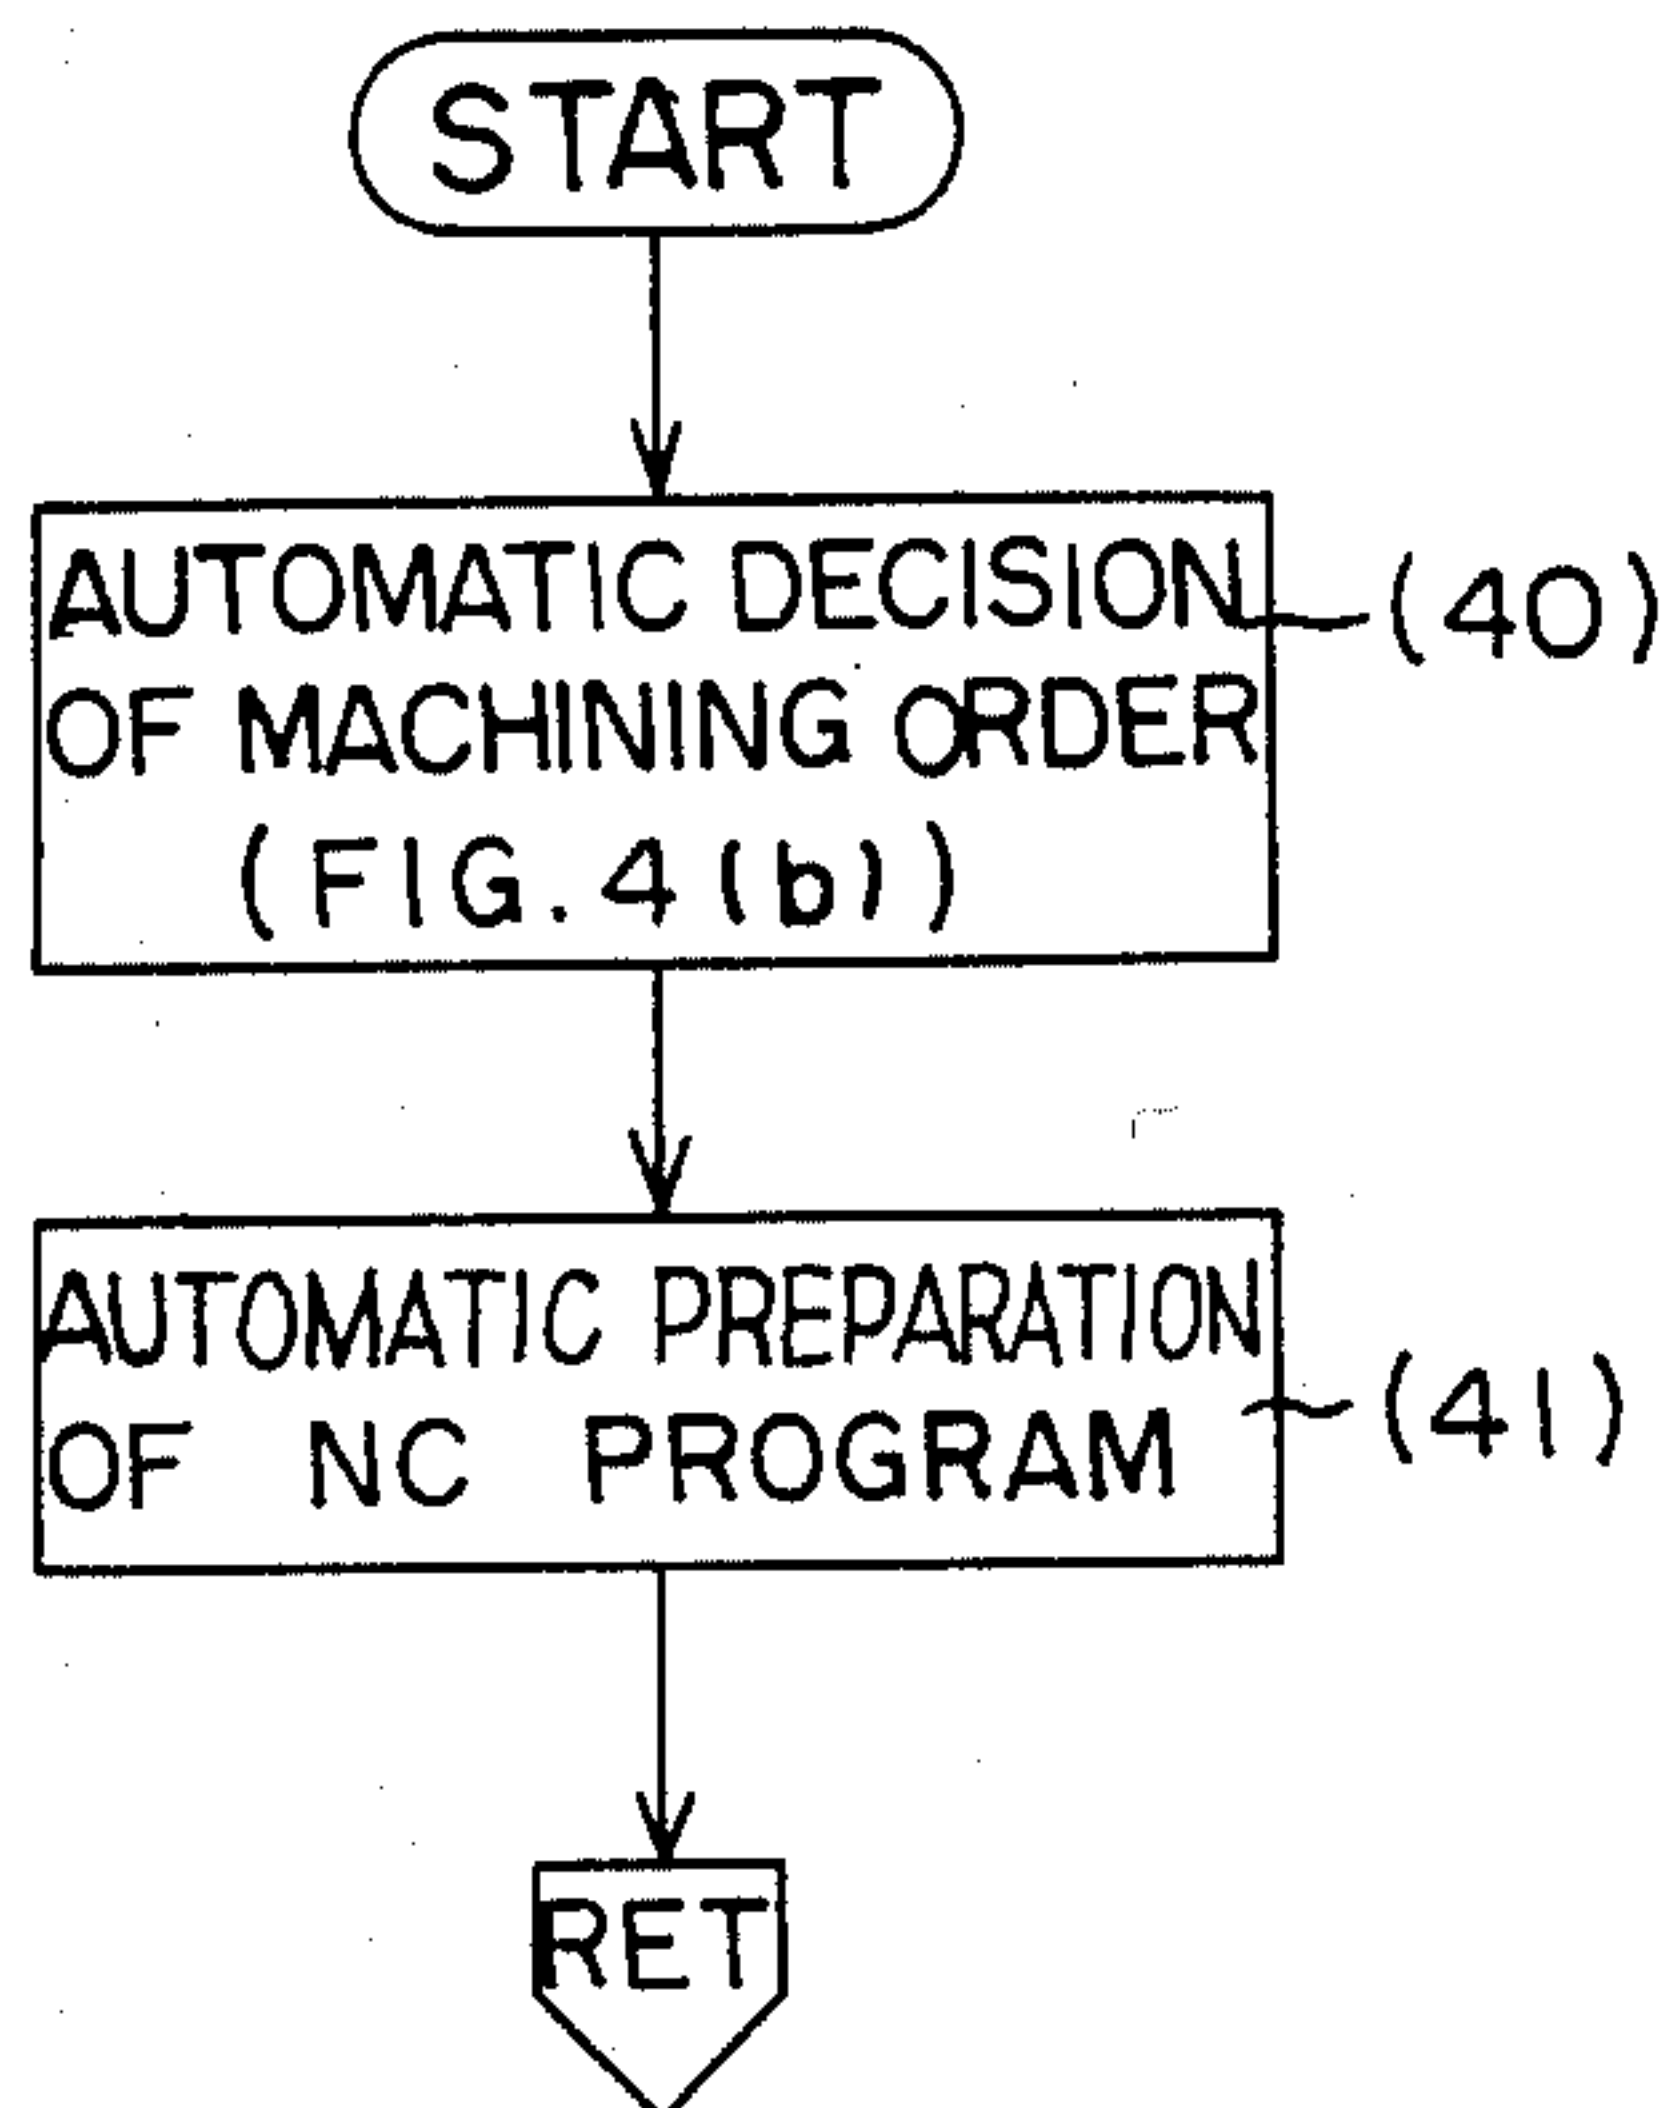 START
AUTOMATIC DECISION
OF MACHINING ORDER
(FIG.4(b))
(40)
AUTOMATIC PREPARATION
OF NC PROGRAM
(41)
RET